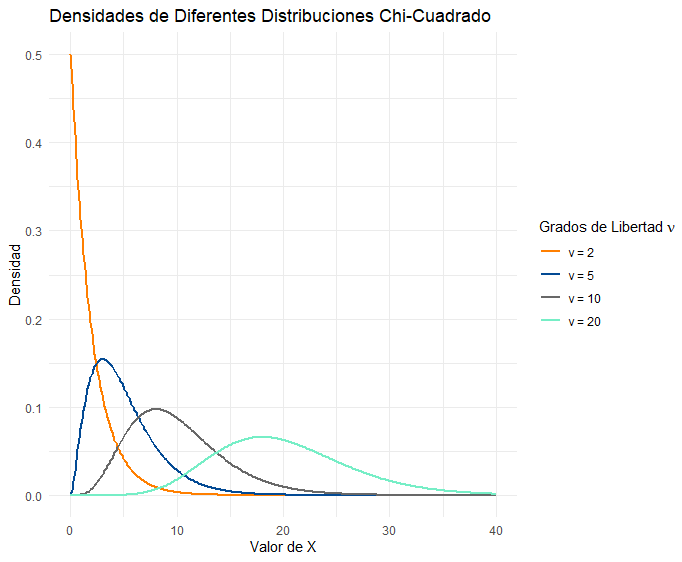 Densidades de Diferentes Distribuciones Chi-Cuadrado
Densidad
0.5
0.4
0.3
0.2
0.1
0.0
0
10
20
30
40
Valor de X
Grados de Libertad ν
v = 2
v = 5
v = 10
v = 20